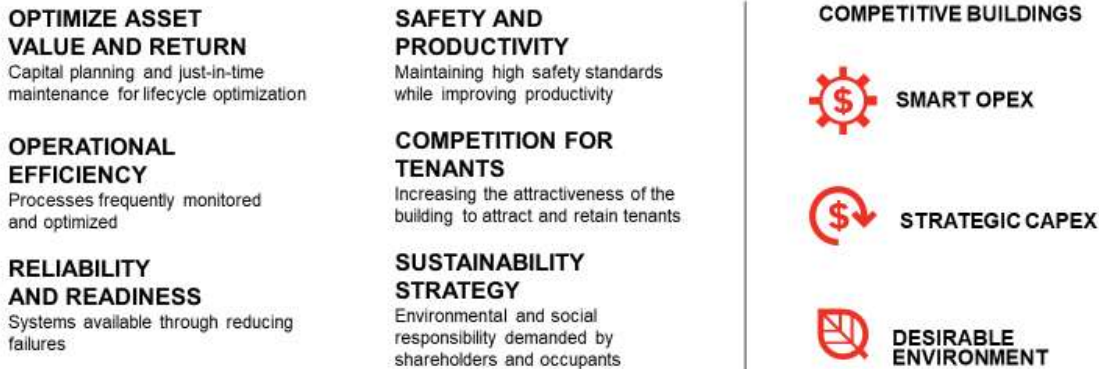 OPTIMIZE ASSET
VALUE AND RETURN
Capital planning and just-in-time
maintenance for lifecycle optimization
OPERATIONAL
EFFICIENCY
Processes frequently monitored
and optimized
RELIABILITY
AND READINESS
Systems available through reducing
failures
SAFETY AND
PRODUCTIVITY
Maintaining high safety standards
while improving productivity
COMPETITION FOR
TENANTS
Increasing the attractiveness of the
building to attract and retain tenants
SUSTAINABILITY
STRATEGY
Environmental and social
responsibility demanded by
shareholders and occupants
COMPETITIVE BUILDINGS
$
SMART OPEX
$
STRATEGIC CAPEX
DESIRABLE
ENVIRONMENT